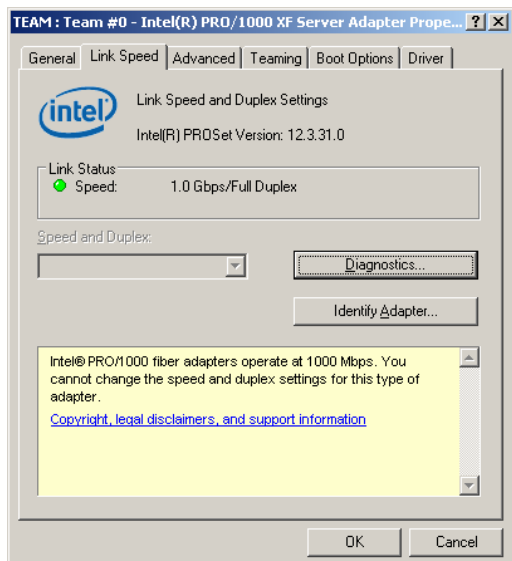 TEAM : Team #0 - Intel(R) PRO/1000 XF Server Adapter Prope...
General Link Speed Advanced Teaming Boot Options Driver
intel
Link Speed and Duplex Settings
Intel(R) PROSet Version: 12.3.31.0
Link Status
Speed: 1.0 Gbps/Full Duplex
Speed and Duplex:
Diagnostics...
Identify Adapter...
Intel® PRO/1000 fiber adapters operate at 1000 Mbps. You
cannot change the speed and duplex settings for this type of
adapter.
Copyright, legal disclaimers, and support information
OK Cancel